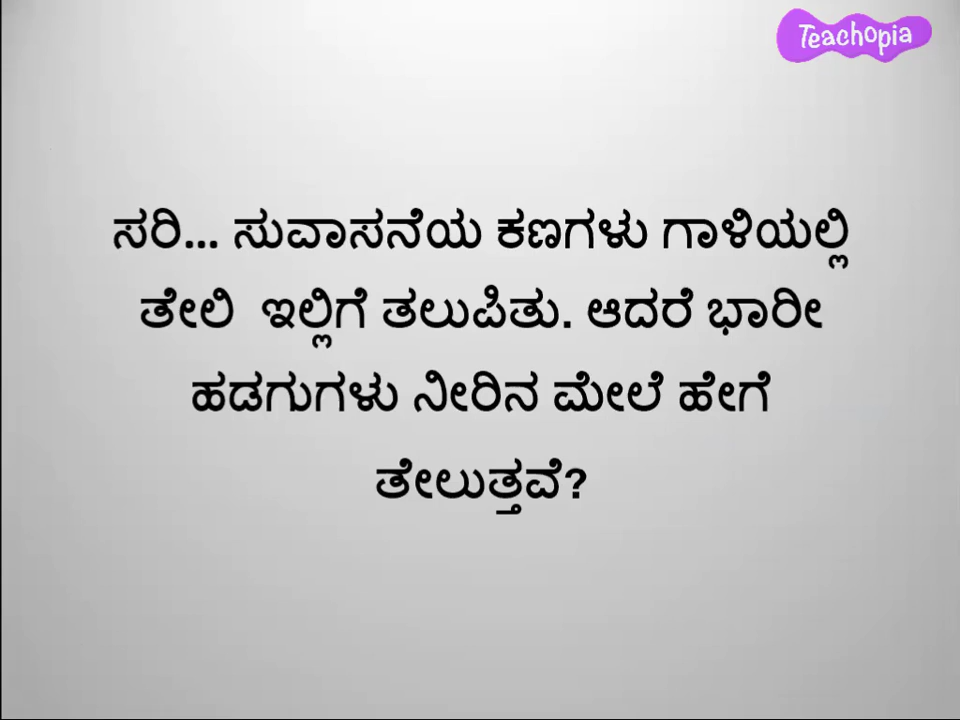 Teachopia
ಸರಿ... ಸುವಾಸನೆಯ ಕಣಗಳು ಗಾಳಿಯಲ್ಲಿ
ತೇಲಿ ಇಲ್ಲಿಗೆ ತಲುಪಿತು. ಆದರೆ ಭಾರೀ
ಹಡಗುಗಳು ನೀರಿನ ಮೇಲೆ ಹೇಗೆ
ತೇಲುತ್ತವೆ?